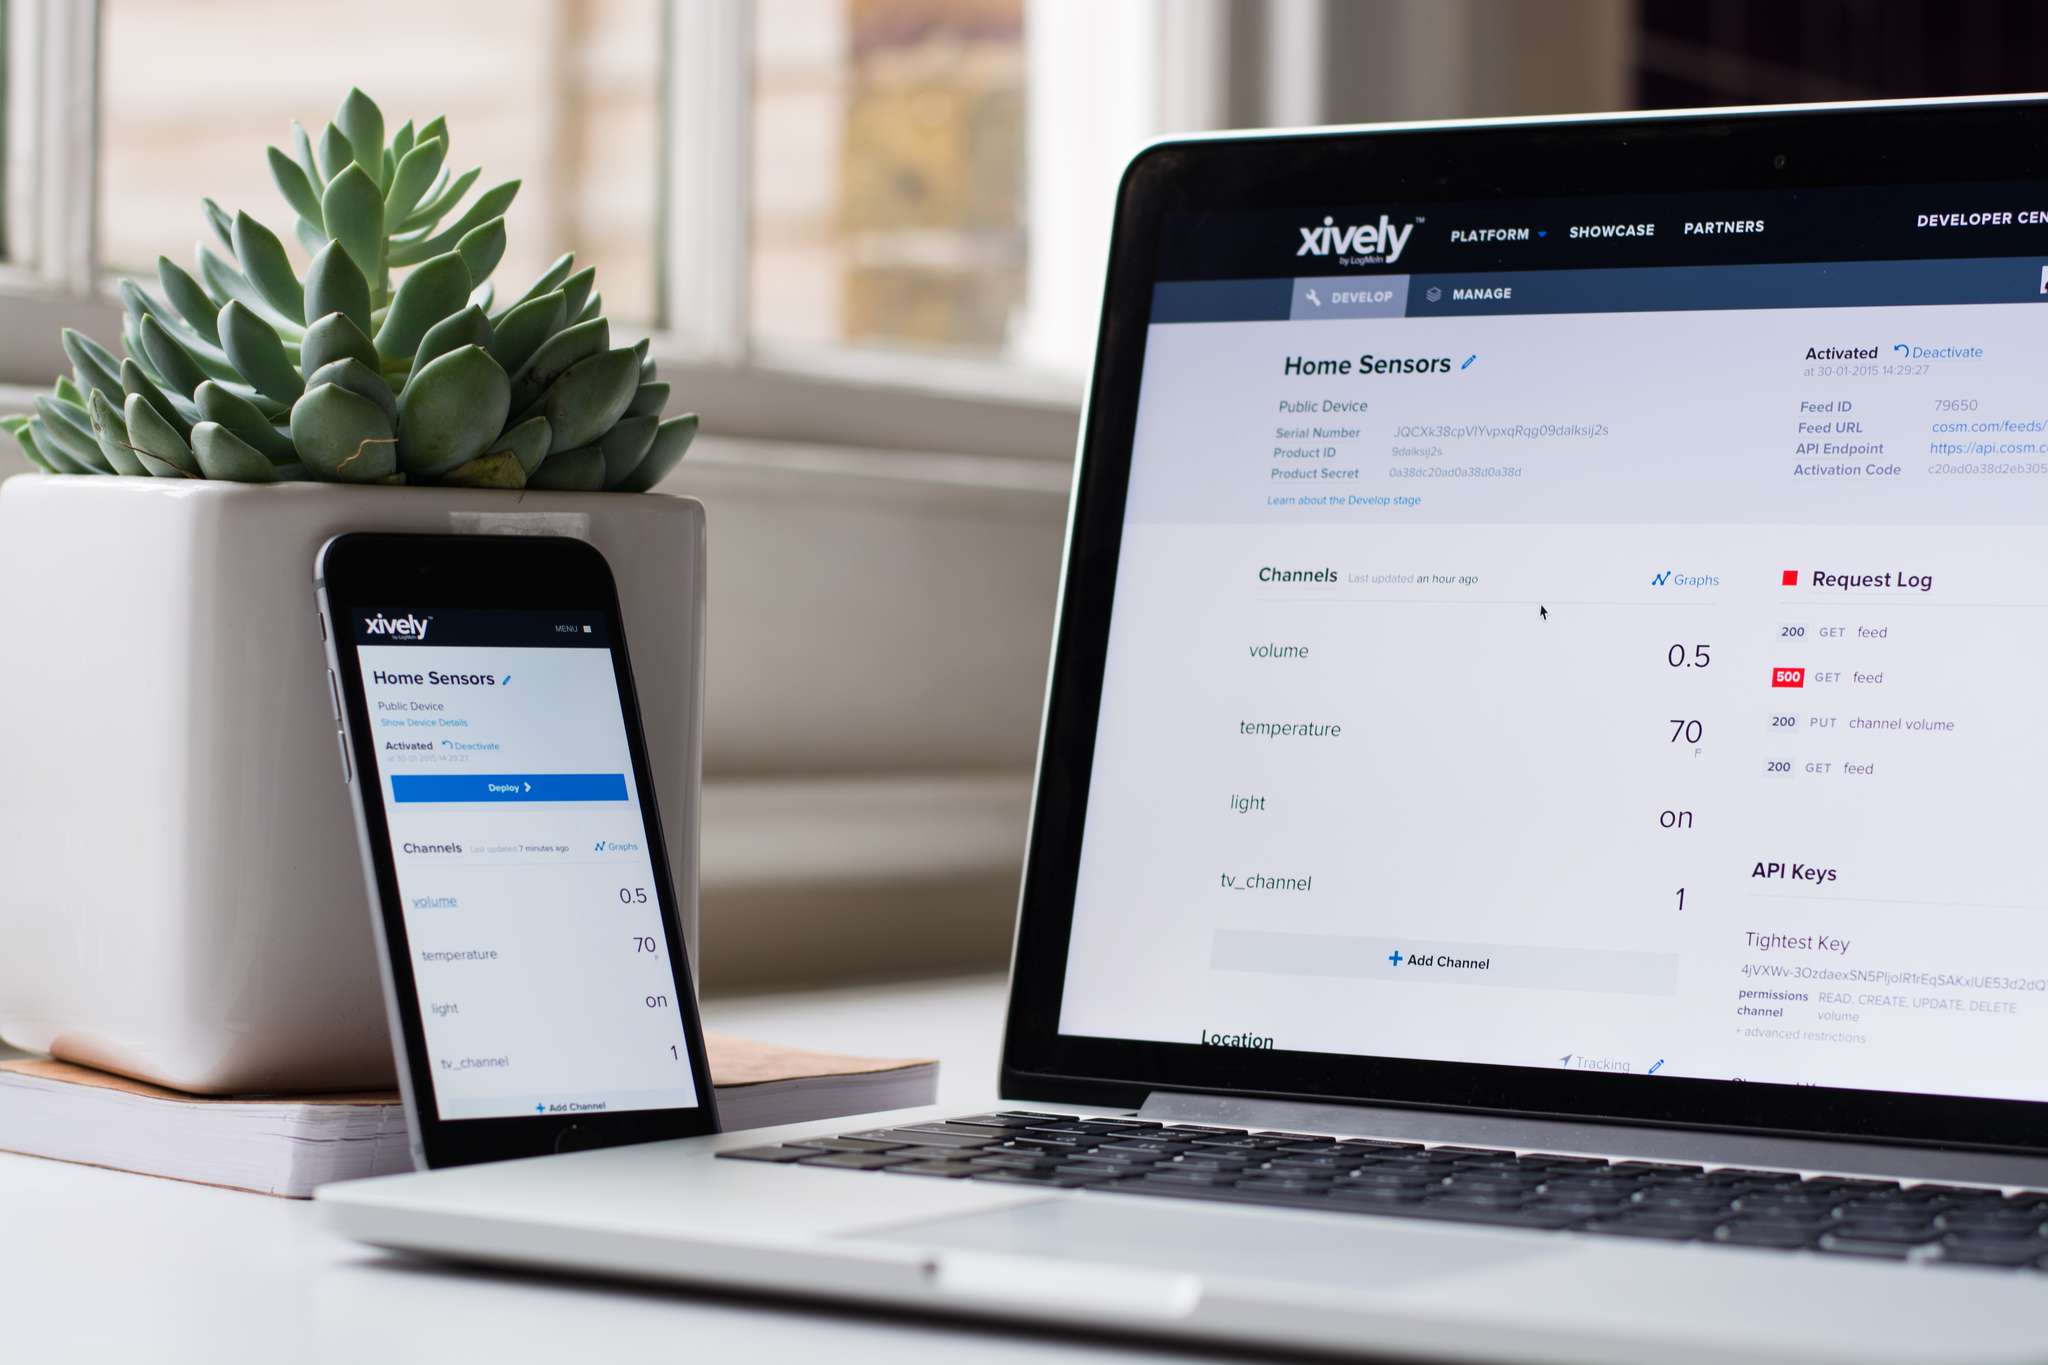 xively™
by LogMeIn
MENU
Home Sensors
Public Device
Show Device Details
Activated Deactivate
at 30-01-2015 14:29:27
Deploy
Channels Last updated 7 minutes ago Graphs
volume 0.5
temperature 70
F
light on
tv_channel 1
+ Add Channel
xively™ PLATFORM SHOWCASE PARTNERS DEVELOPER CEN
by LogMeIn
DEVELOP MANAGE
Home Sensors
Public Device
Serial Number
Product ID 9dalksij2s
Product Secret 0a38dc20ad0a38d0a38d
Learn about the Develop stage
Activated Deactivate
at 30-01-2015 14:29:27
Feed ID 79650
Feed URL cosm.com/feeds/
API Endpoint https://api.cosm.c
Activation Code c20ad0a38d2eb305
Channels Last updated an hour ago Graphs
volume 0.5
temperature 70
F
light on
tv_channel 1
+ Add Channel
Location
Tracking
Request Log
200 GET feed
500 GET feed
200 PUT channel volume
200 GET feed
API Keys
Tightest Key
permissions READ, CREATE, UPDATE, DELETE
channel volume
+ advanced restrictions